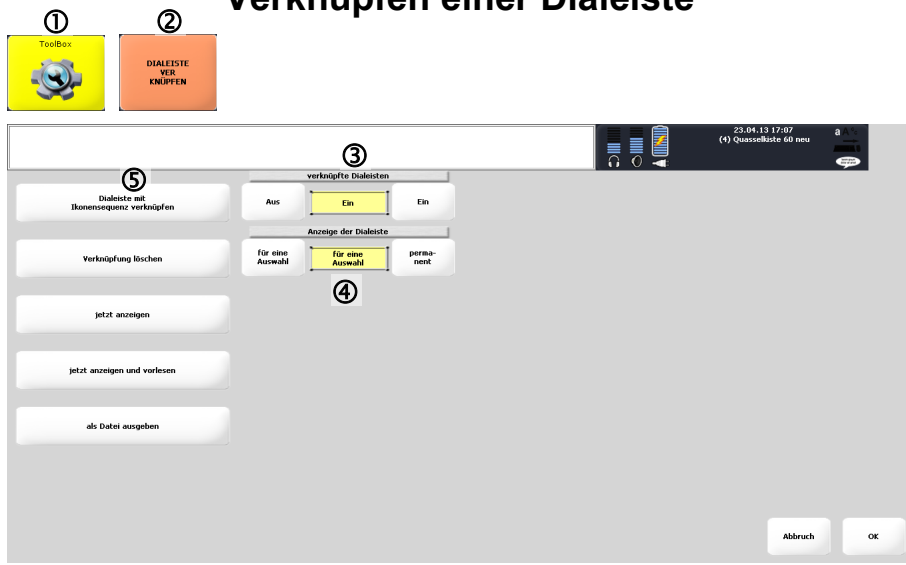 Verknüpfen einer Dialeiste
① ②
ToolBox
DIALEISTE
VER
KNÜPFEN
23.04.13 17:07
(4) Quasselkiste 60 neu
③
verknüpfte Dialeisten
Aus Ein Ein
Anzeige der Dialeiste
für eine
Auswahl
für eine
Auswahl
perma-
nent
④
⑤
Dialeiste mit
Ikonensequenz verknüpfen
Verknüpfung löschen
jetzt anzeigen
jetzt anzeigen und vorlesen
als Datei ausgeben
Abbruch OK